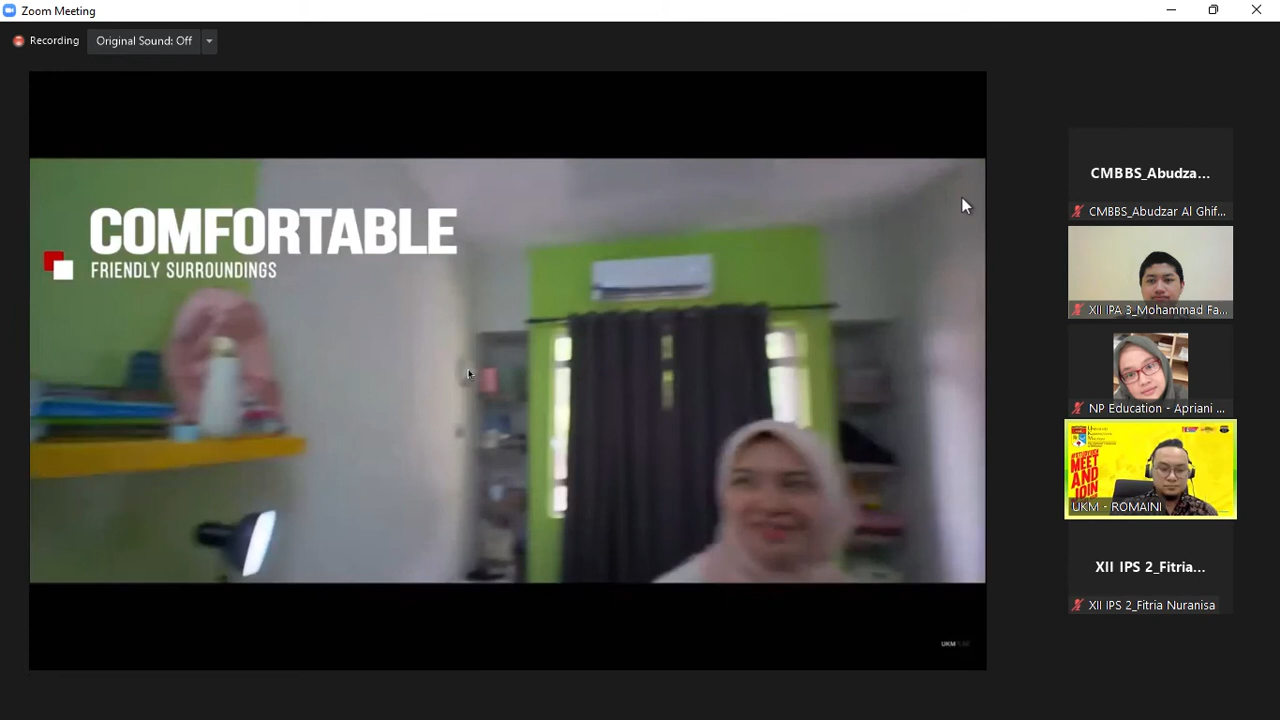 Zoom Meeting
Recording
Original Sound: Off
COMFORTABLE
FRIENDLY SURROUNDINGS
UKMTUBE
CMBBS_Abudza...
CMBBS_Abudzar Al Ghif...
XII IPA 3_Mohammad Fa...
NP Education - Apriani ...
MEET
AND
JOIN
UKM - ROMAINI
XII IPS 2_Fitria...
XII IPS 2_Fitria Nuranisa